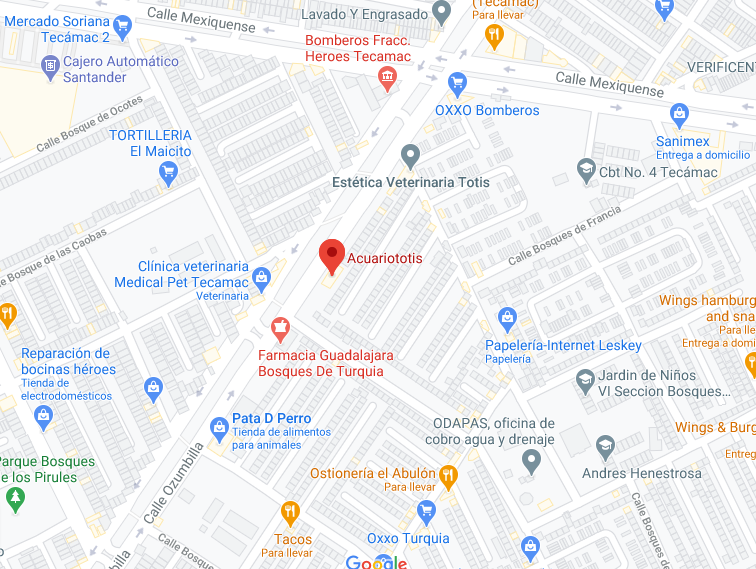 Lavado Y Engrasado
(Tecamac)
Para llevar
Mercado Soriana
Tecámac 2
Calle Mexiquense
Bomberos Fracc.
Heroes Tecamac
Cajero Automático
Santander
VERIFICENT
Calle Mexiquense
OXXO Bomberos
Calle Bosque de Ocotes
TORTILLERIA
El Maicito
Sanimex
Entrega a domicilio
Estética Veterinaria Totis
Cbt No. 4 Tecámac
Calle Bosques de Francia
e Bosque de las Caobas
Acuariototis
Clínica veterinaria
Medical Pet Tecamac
Veterinaria
Wings hamburg
and sna
Para lle
Entrega a domi
Papelería-Internet Leskey
Papelería
Reparación de
bocinas héroes
Tienda de
electrodomésticos
Farmacia Guadalajara
Bosques De Turquia
Jardin de Niños
VI Seccion Bosques...
Pata D Perro
Tienda de alimentos
para animales
ODAPAS, oficina de
cobro agua y drenaje
Wings & Burg
Entreg
Calle Ozumbilla
Parque Bosques
e los Pirules
Ostionería el Abulón
Para llevar
Andres Henestrosa
Calle Bosques de
Tacos
Para llevar
Oxxo Turquia
Calle Bosque
billa
Google